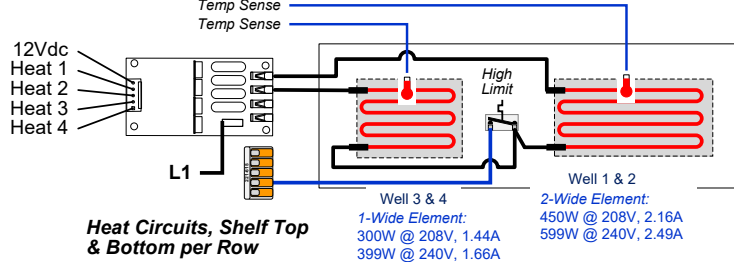 Temp Sense
Temp Sense
12Vdc
Heat 1
Heat 2
Heat 3
Heat 4
High
Limit
L1
Well 3 & 4
1-Wide Element:
300W @ 208V, 1.44A
399W @ 240V, 1.66A
Well 1 & 2
2-Wide Element:
450W @ 208V, 2.16A
599W @ 240V, 2.49A
Heat Circuits, Shelf Top
& Bottom per Row